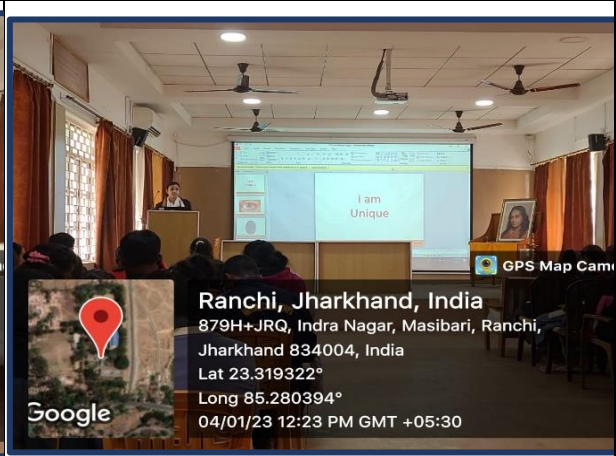 I am
Unique
GPS Map Came
Ranchi, Jharkhand, India
879H+JRQ, Indra Nagar, Masibari, Ranchi,
Jharkhand 834004, India
Lat 23.319322°
Long 85.280394°
04/01/23 12:23 PM GMT +05:30
Google